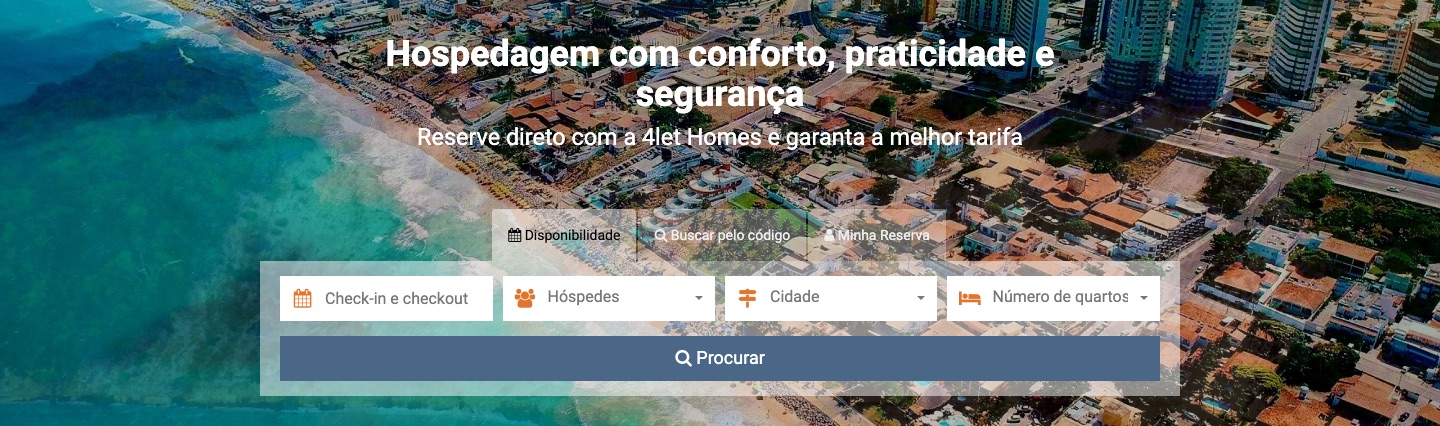 Hospedagem com conforto, praticidade e
segurança
Reserve direto com a 4let Homes e garanta a melhor tarifa
Disponibilidade
Buscar pelo código
Minha Reserva
Check-in e checkout
Hóspedes
Cidade
Número de quartos
Procurar